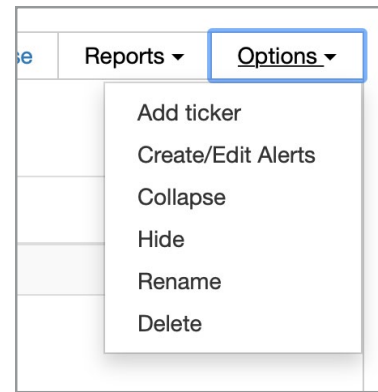 se Reports Options
Add ticker
Create/Edit Alerts
Collapse
Hide
Rename
Delete